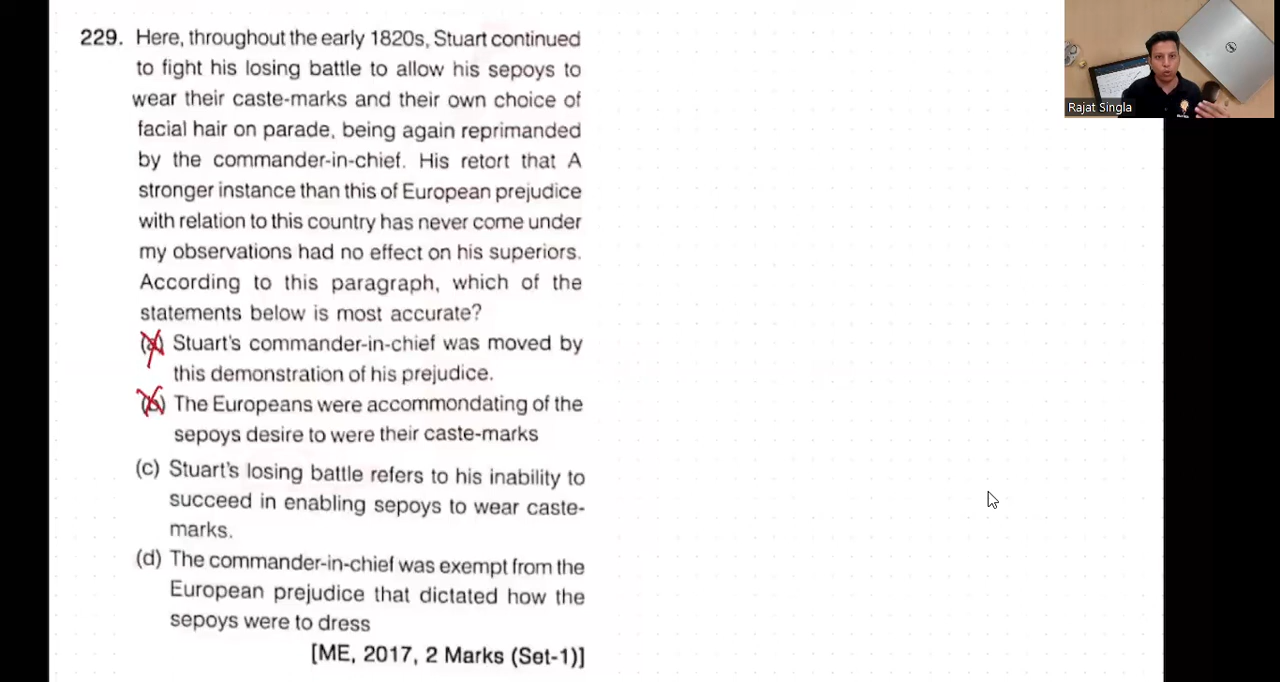 229. Here, throughout the early 1820s, Stuart continued
to fight his losing battle to allow his sepoys to
wear their caste-marks and their own choice of
facial hair on parade, being again reprimanded
by the commander-in-chief. His retort that A
stronger instance than this of European prejudice
with relation to this country has never come under
my observations had no effect on his superiors.
According to this paragraph, which of the
statements below is most accurate?
(a) Stuart's commander-in-chief was moved by
this demonstration of his prejudice.
(b) The Europeans were accommondating of the
sepoys desire to were their caste-marks
(c) Stuart's losing battle refers to his inability to
succeed in enabling sepoys to wear caste-
marks.
(d) The commander-in-chief was exempt from the
European prejudice that dictated how the
sepoys were to dress
[ME, 2017, 2 Marks (Set-1)]
Rajat Singla